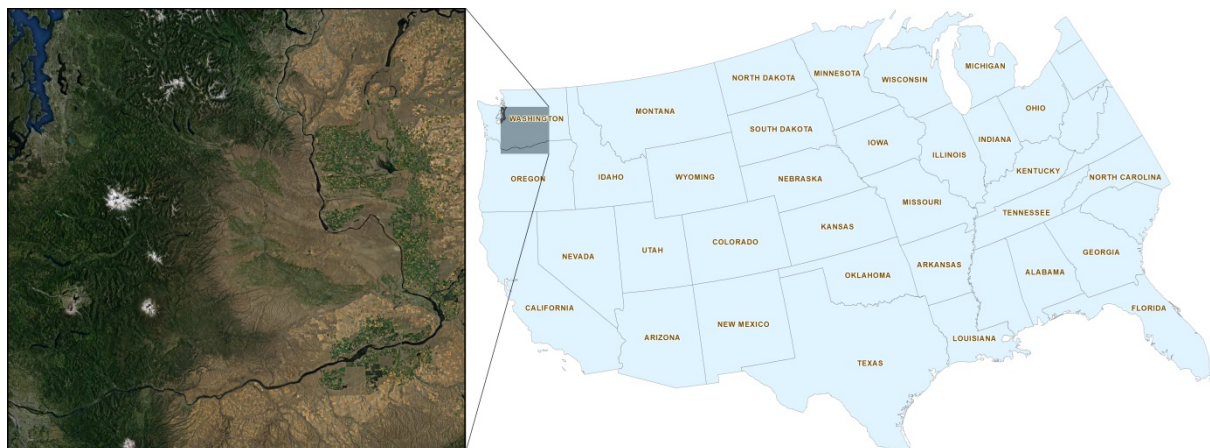 NORTH DAKOTA
MINNESOTA
WISCONSIN
MICHIGAN
WASHINGTON
MONTANA
OHIO
SOUTH DAKOTA
IOWA
INDIANA
ILLINOIS
OREGON
IDAHO
WYOMING
NEBRASKA
KENTUCKY
NORTH CAROLINA
MISSOURI
TENNESSEE
KANSAS
NEVADA
UTAH
COLORADO
ARKANSAS
GEORGIA
OKLAHOMA
ALABAMA
CALIFORNIA
FLORIDA
NEW MEXICO
ARIZONA
LOUISIANA
TEXAS